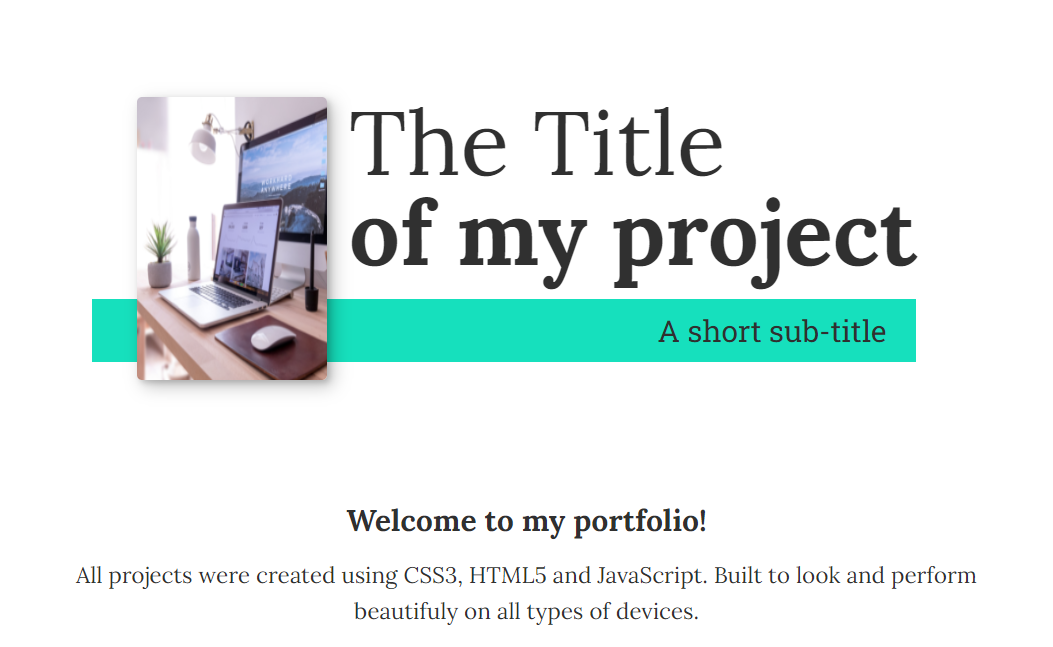 The Title
of my project
A short sub-title
Welcome to my portfolio!
All projects were created using CSS3, HTML5 and JavaScript. Built to look and perform
beautifuly on all types of devices.